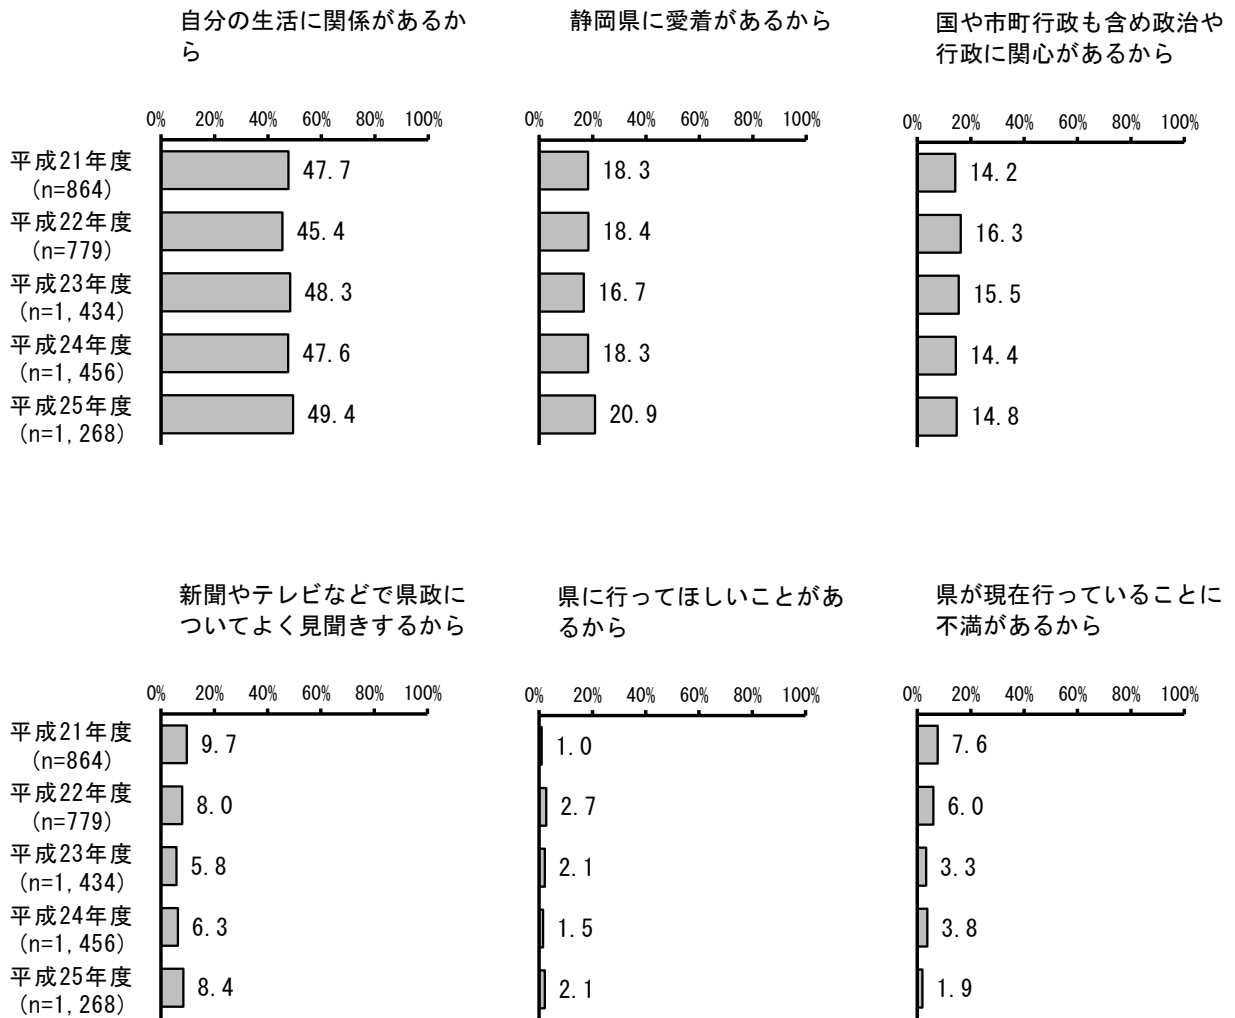 自分の生活に関係があるか
ら
0% 20% 40% 60% 80% 100%
平成21年度
(n=864)
47.7
平成22年度
(n=779)
45.4
平成23年度
(n=1,434)
48.3
平成24年度
(n=1,456)
47.6
平成25年度
(n=1,268)
49.4
静岡県に愛着があるから
0% 20% 40% 60% 80% 100%
18.3
18.4
16.7
18.3
20.9
国や市町行政も含め政治や
行政に関心があるから
0% 20% 40% 60% 80% 100%
14.2
16.3
15.5
14.4
14.8
新聞やテレビなどで県政に
ついてよく見聞きするから
0% 20% 40% 60% 80% 100%
平成21年度
(n=864)
9.7
平成22年度
(n=779)
8.0
平成23年度
(n=1,434)
5.8
平成24年度
(n=1,456)
6.3
平成25年度
(n=1,268)
8.4
県に行ってほしいことがあ
るから
0% 20% 40% 60% 80% 100%
1.0
2.7
2.1
1.5
2.1
県が現在行っていることに
不満があるから
0% 20% 40% 60% 80% 100%
7.6
6.0
3.3
3.8
1.9